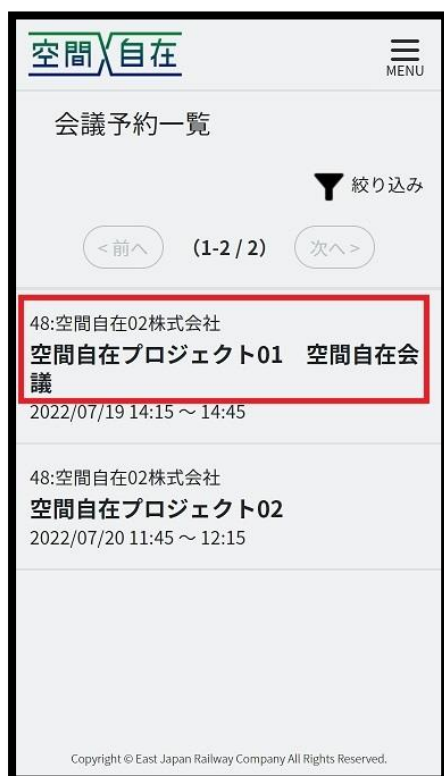 空間自在
MENU
会議予約一覧
絞り込み
<前へ
(1-2 / 2)
次へ>
48:空間自在02株式会社
空間自在プロジェクト01　空間自在会
議
2022/07/19 14:15 ～ 14:45
48:空間自在02株式会社
空間自在プロジェクト02
2022/07/20 11:45 ～ 12:15
Copyright © East Japan Railway Company All Rights Reserved.